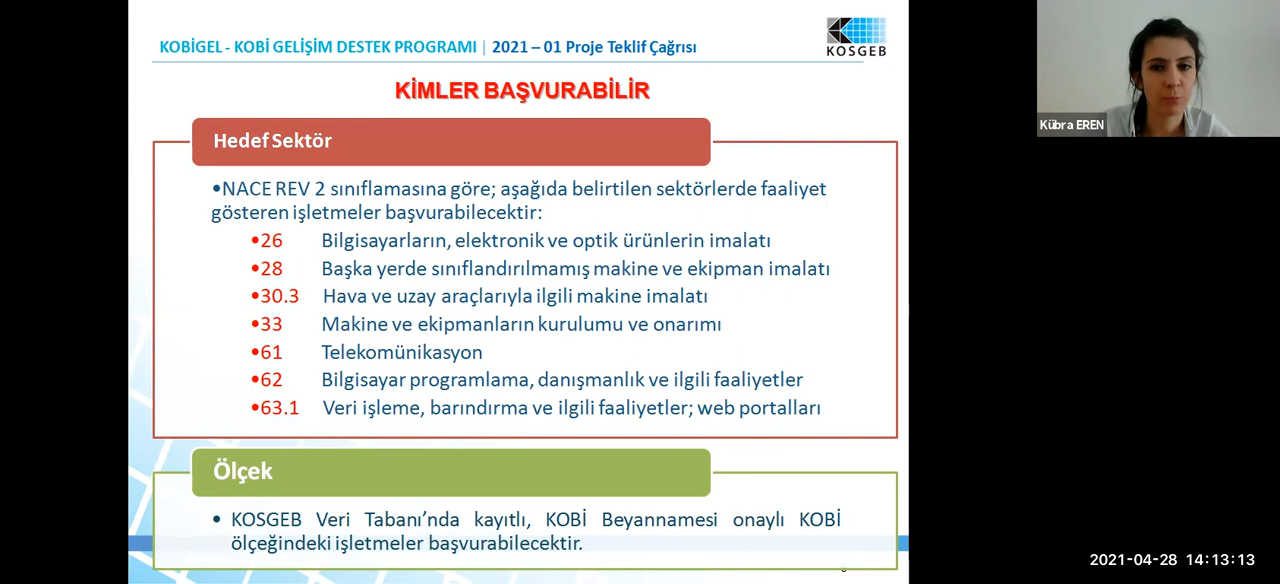 KOBİGEL - KOBİ GELİŞİM DESTEK PROGRAMI | 2021 – 01 Proje Teklif Çağrısı
KOSGEB
KİMLER BAŞVURABİLİR
Kübra EREN
Hedef Sektör
•NACE REV 2 sınıflamasına göre; aşağıda belirtilen sektörlerde faaliyet
gösteren işletmeler başvurabilecektir:
•26 Bilgisayarların, elektronik ve optik ürünlerin imalatı
•28 Başka yerde sınıflandırılmamış makine ve ekipman imalatı
•30.3 Hava ve uzay araçlarıyla ilgili makine imalatı
•33 Makine ve ekipmanların kurulumu ve onarımı
•61 Telekomünikasyon
•62 Bilgisayar programlama, danışmanlık ve ilgili faaliyetler
•63.1 Veri işleme, barındırma ve ilgili faaliyetler; web portalları
Ölçek
• KOSGEB Veri Tabanı’nda kayıtlı, KOBİ Beyannamesi onaylı KOBİ
ölçeğindeki işletmeler başvurabilecektir.
2021-04-28 14:13:13